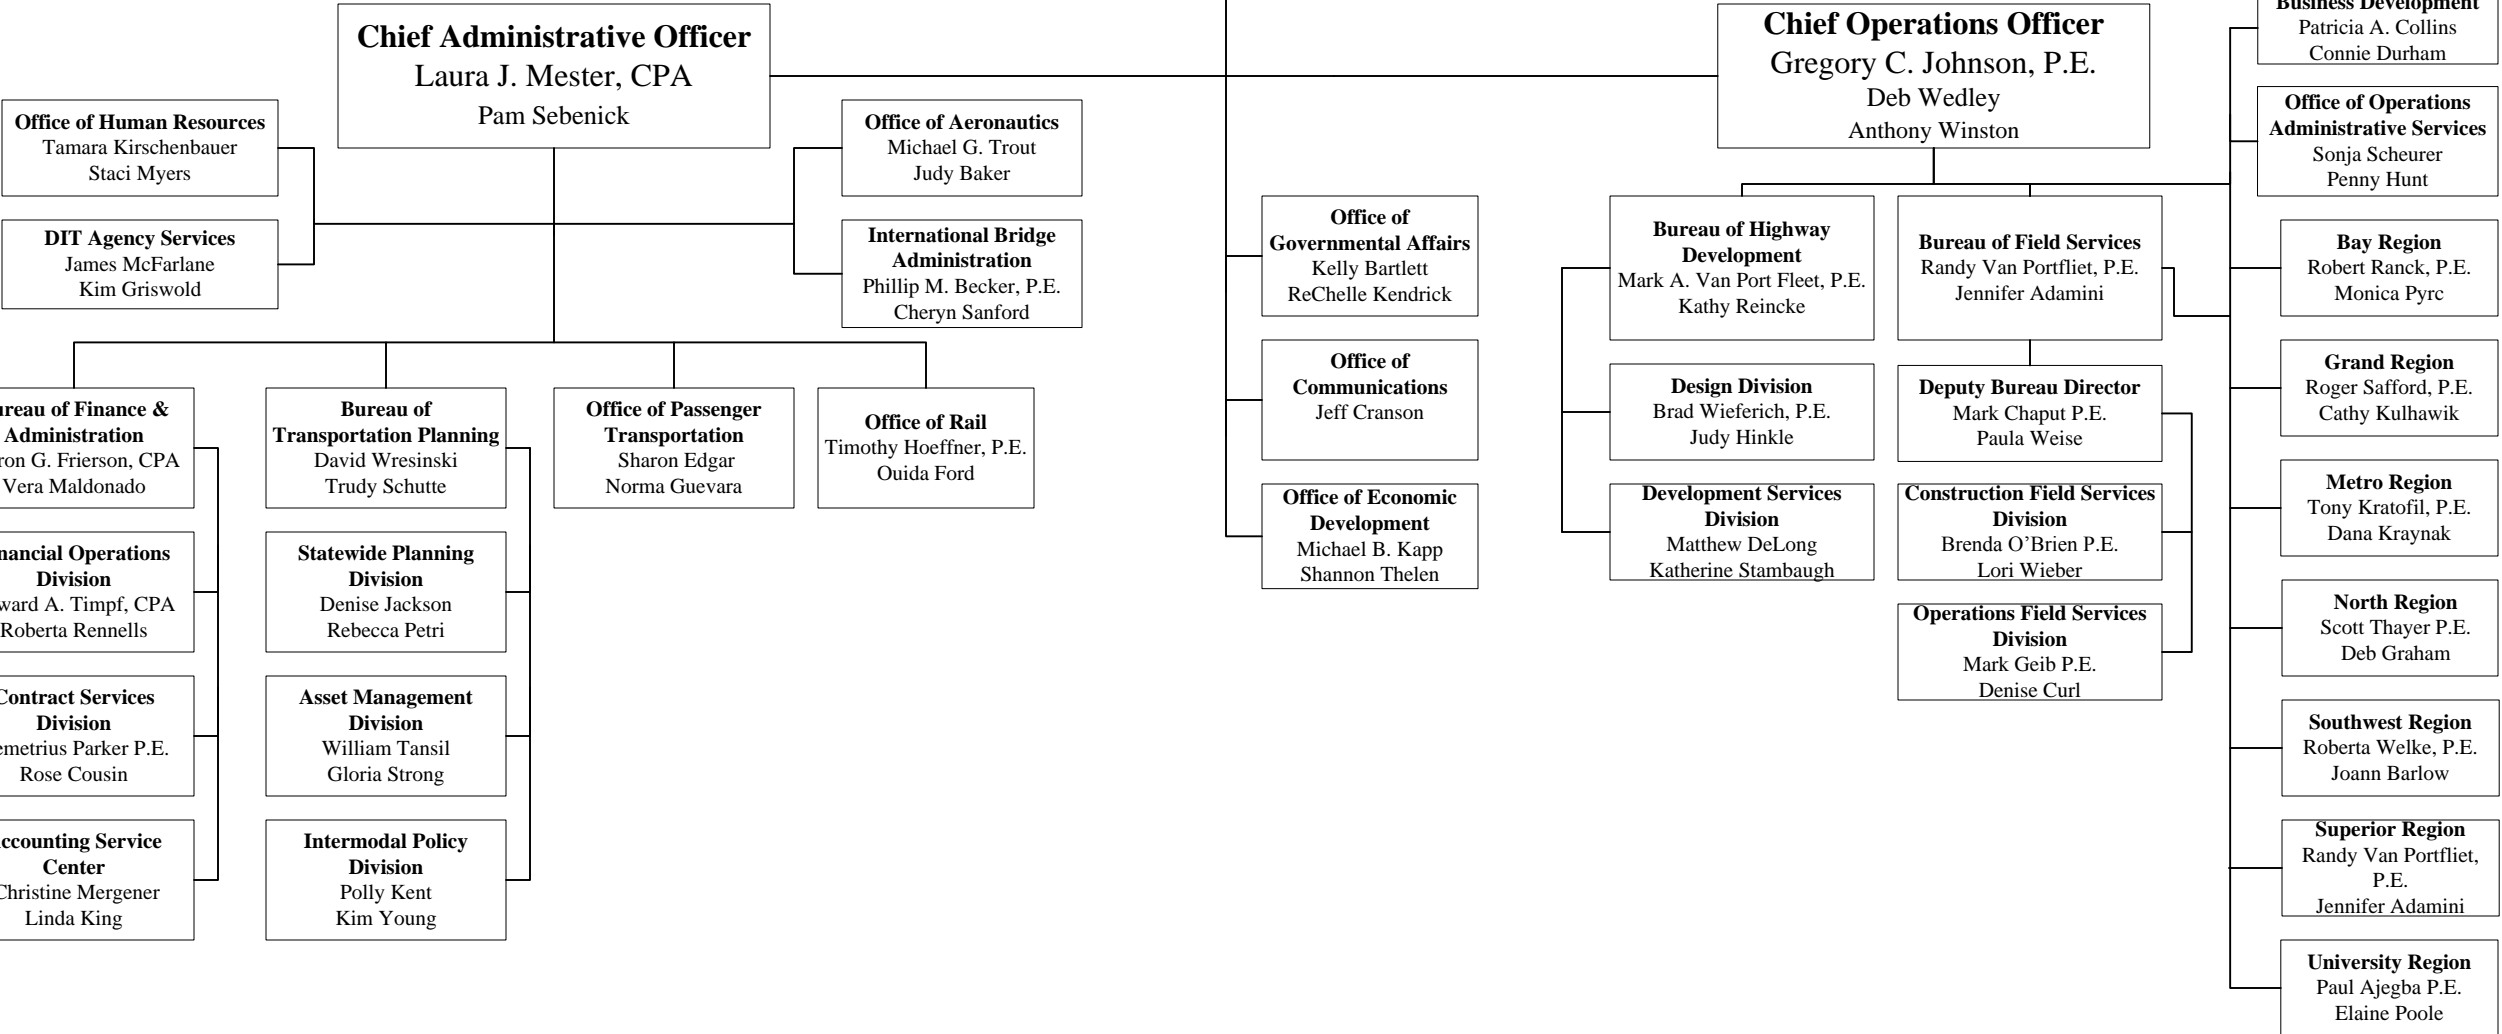 Chief Administrative Officer
Laura J. Mester, CPA
Pam Sebenick
Chief Operations Officer
Gregory C. Johnson, P.E.
Deb Wedley
Anthony Winston
Business Development
Patricia A. Collins
Connie Durham
Office of Operations
Administrative Services
Sonja Scheurer
Penny Hunt
Office of Human Resources
Tamara Kirschenbauer
Staci Myers
DIT Agency Services
James McFarlane
Kim Griswold
Office of Aeronautics
Michael G. Trout
Judy Baker
International Bridge
Administration
Phillip M. Becker, P.E.
Cheryn Sanford
Finance &
Administration
G. Frierson, CPA
Vera Maldonado
Operations
Division
A. Timpf, CPA
Roberta Rennells
Services
Division
Parker P.E.
Rose Cousin
Service
Center
Mergener
Linda King
Bureau of
Transportation Planning
David Wresinski
Trudy Schutte
Statewide Planning
Division
Denise Jackson
Rebecca Petri
Asset Management
Division
William Tansil
Gloria Strong
Intermodal Policy
Division
Polly Kent
Kim Young
Office of Passenger
Transportation
Sharon Edgar
Norma Guevara
Office of Rail
Timothy Hoeffner, P.E.
Ouida Ford
Office of
Governmental Affairs
Kelly Bartlett
ReChelle Kendrick
Office of
Communications
Jeff Cranson
Office of Economic
Development
Michael B. Kapp
Shannon Thelen
Bureau of Highway
Development
Mark A. Van Port Fleet, P.E.
Kathy Reincke
Design Division
Brad Wieferich, P.E.
Judy Hinkle
Development Services
Division
Matthew DeLong
Katherine Stambaugh
Bureau of Field Services
Randy Van Portfliet, P.E.
Jennifer Adamini
Deputy Bureau Director
Mark Chaput P.E.
Paula Weise
Construction Field Services
Division
Brenda O’Brien P.E.
Lori Wieber
Operations Field Services
Division
Mark Geib P.E.
Denise Curl
Bay Region
Robert Ranck, P.E.
Monica Pyrc
Grand Region
Roger Safford, P.E.
Cathy Kulhawik
Metro Region
Tony Kratofil, P.E.
Dana Kraynak
North Region
Scott Thayer P.E.
Deb Graham
Southwest Region
Roberta Welke, P.E.
Joann Barlow
Superior Region
Randy Van Portfliet,
P.E.
Jennifer Adamini
University Region
Paul Ajegba P.E.
Elaine Poole